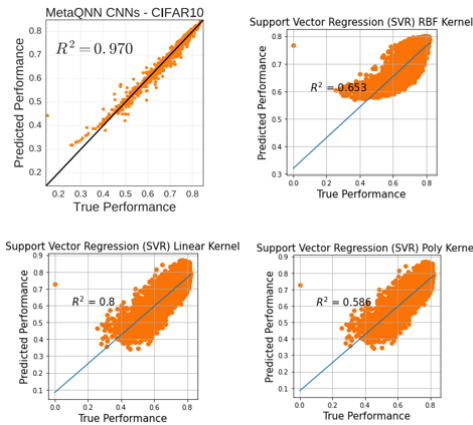 MetaQNN CNNs - CIFAR10
R² = 0.970
Predicted Performance
0.8
0.7
0.6
0.5
0.4
0.3
0.2
0.2 0.3 0.4 0.5 0.6 0.7 0.8
True Performance
Support Vector Regression (SVR) RBF Kernel
R² = 0.653
Predicted Performance
0.8
0.7
0.6
0.5
0.4
0.3
0.0 0.2 0.4 0.6 0.8
True Performance
Support Vector Regression (SVR) Linear Kernel
R² = 0.8
Predicted Performance
0.9
0.8
0.7
0.6
0.5
0.4
0.3
0.2
0.1
0.0 0.2 0.4 0.6 0.8
True Performance
Support Vector Regression (SVR) Poly Kerne
R² = 0.586
Predicted Performance
0.9
0.8
0.7
0.6
0.5
0.4
0.3
0.2
0.1
0.0 0.2 0.4 0.6 0.8
True Performance